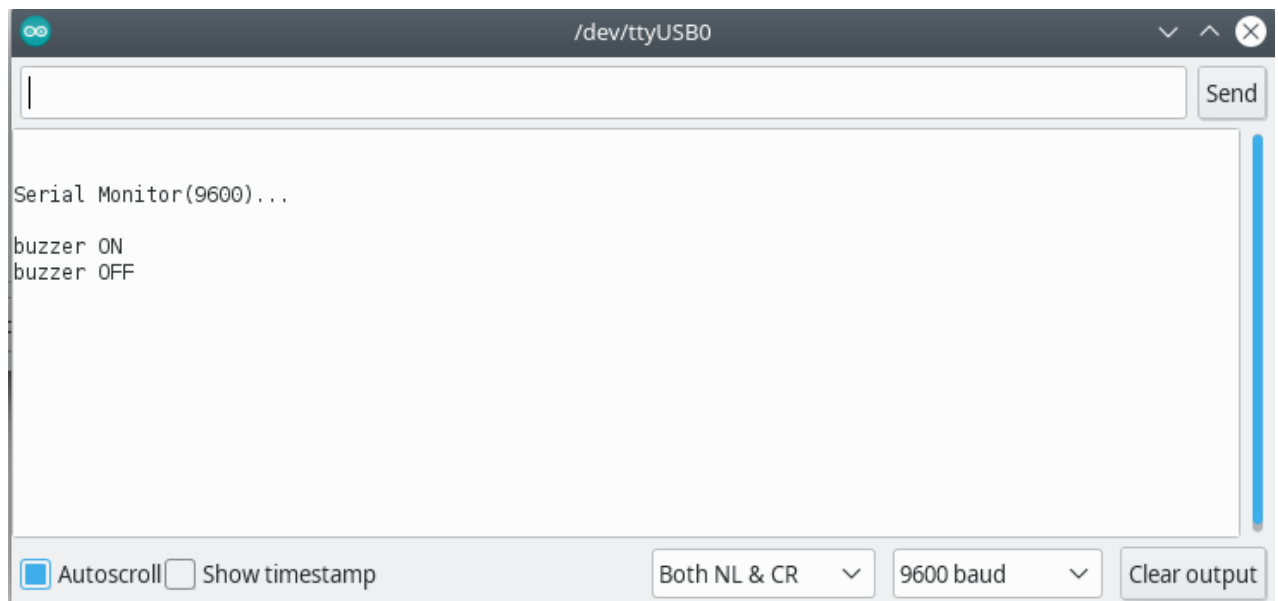 /dev/ttyUSB0
Send
Serial Monitor(9600)...
buzzer ON
buzzer OFF
Autoscroll Show timestamp Both NL & CR 9600 baud Clear output